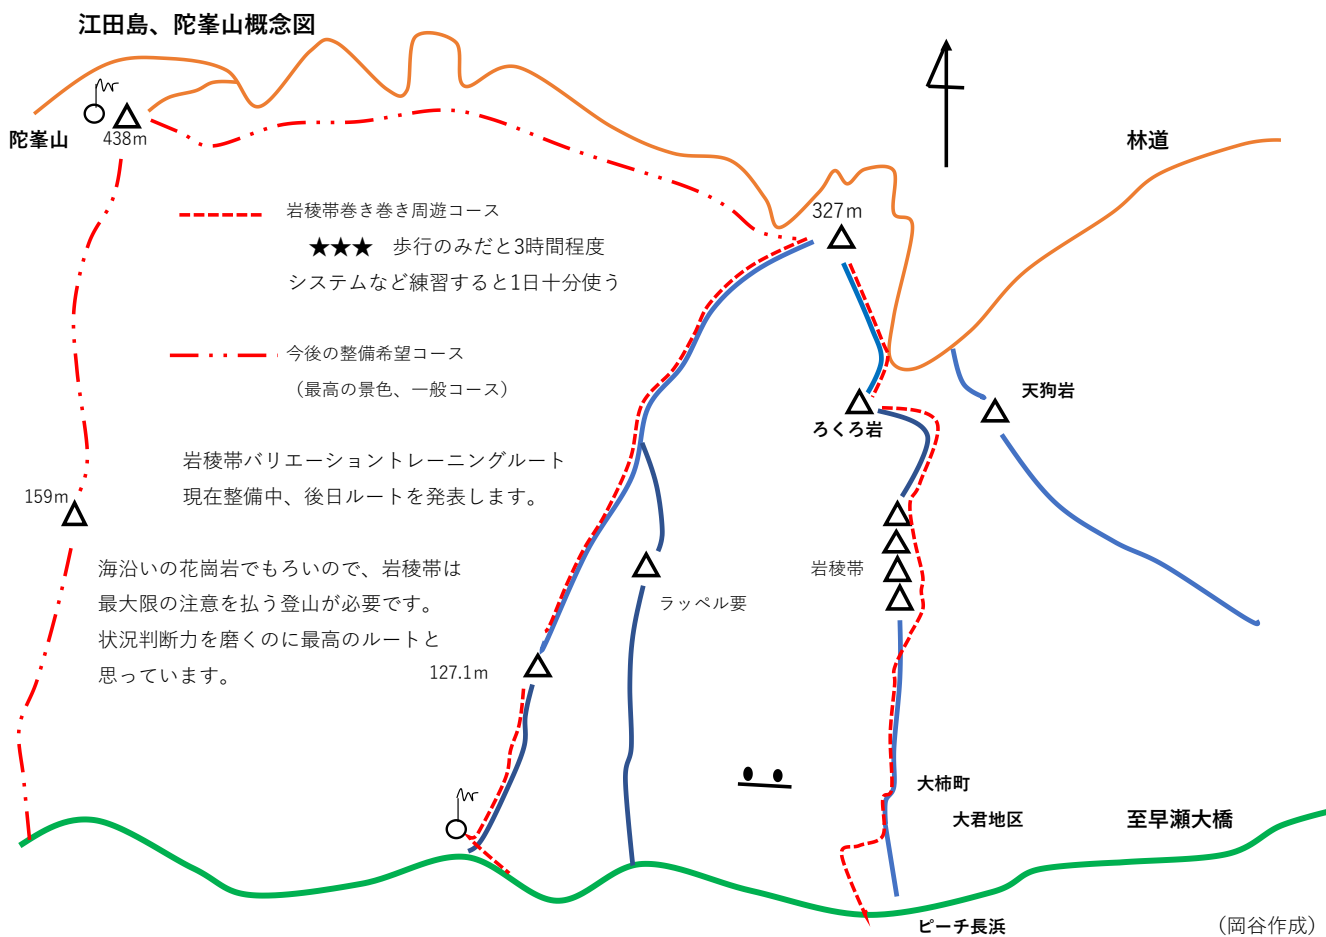 江田島、陀峯山概念図
陀峯山
438m
林道
327m
岩稜帯巻き巻き周遊コース
★★★ 歩行のみだと3時間程度
システムなど練習すると1日十分使う
今後の整備希望コース
（最高の景色、一般コース）
天狗岩
ろくろ岩
岩稜帯バリエーショントレーニングルート
現在整備中、後日ルートを発表します。
159m
海沿いの花崗岩でもろいので、岩稜帯は
最大限の注意を払う登山が必要です。
状況判断力を磨くのに最高のルートと
思っています。
岩稜帯
ラッペル要
127.1m
大柿町
大君地区
至早瀬大橋
ピーチ長浜
（岡谷作成）